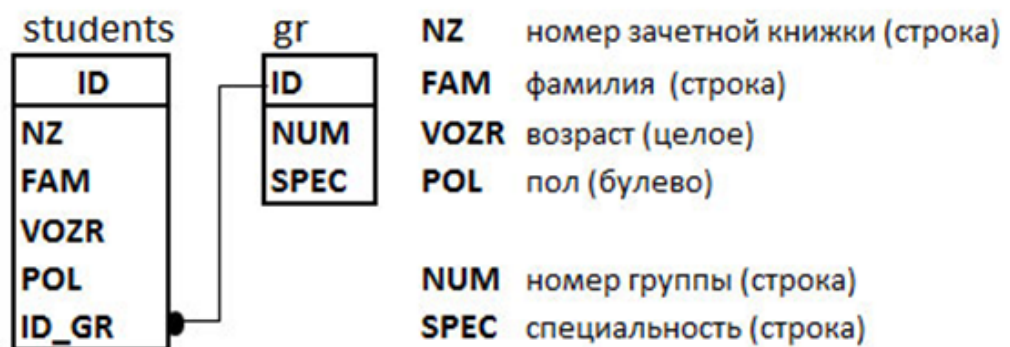 students gr NZ номер зачетной книжки (строка)
ID ID FAM фамилия (строка)
NZ NUM VOZR возраст (целое)
FAM SPEC POL пол (булево)
VOZR
POL NUM номер группы (строка)
ID_GR SPEC специальность (строка)